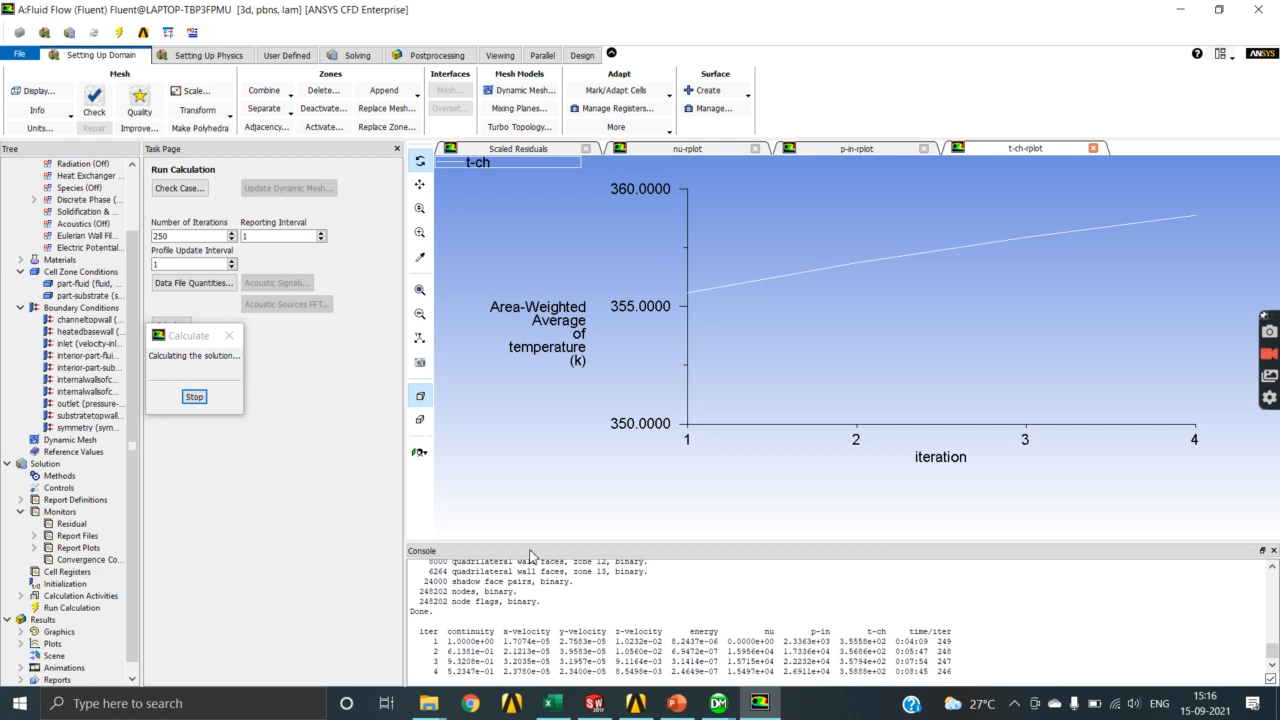 A:Fluid Flow (Fluent) Fluent@LAPTOP-TBP3FPMU [3d, pbns, lam] [ANSYS CFD Enterprise]
File Setting Up Domain Setting Up Physics User Defined Solving Postprocessing Viewing Parallel Design ANSYS
Mesh Zones Interfaces Mesh Models Adapt Surface
Display... Scale... Combine Delete... Append Mesh... Dynamic Mesh... Mark/Adapt Cells Create
Info Check Quality Transform Separate Deactivate... Replace Mesh... Overset... Mixing Planes... Manage Registers... Manage...
Units... Repair Improve... Make Polyhedra Adjacency... Activate... Replace Zone... Turbo Topology... More
Tree
Radiation (Off)
Heat Exchanger
Species (Off)
Discrete Phase (
Solidification & ...
Acoustics (Off)
Eulerian Wall Fil...
Electric Potential...
Materials
Cell Zone Conditions
part-fluid (fluid, ...
part-substrate (s...
Boundary Conditions
channeltopwall (
heatedbasewall (
inlet (velocity-inl...
interior-part-flui...
interior-part-sub...
internalwallsofc...
internalwallsofc...
outlet (pressure-...
substratetopwall...
symmetry (sym...
Dynamic Mesh
Reference Values
Solution
Methods
Controls
Report Definitions
Monitors
Residual
Report Files
Report Plots
Convergence Co...
Cell Registers
Initialization
Calculation Activities
Run Calculation
Results
Graphics
Plots
Scene
Animations
Reports
Task Page
Run Calculation
Check Case... Update Dynamic Mesh...
Number of Iterations Reporting Interval
250 1
Profile Update Interval
1
Data File Quantities... Acoustic Signals...
Acoustic Sources FFT...
Calculate
Calculating the solution...
Stop
Scaled Residuals nu-rplot p-in-rplot t-ch-rplot
t-ch
360.0000
355.0000
350.0000
Area-Weighted
Average
of
temperature
(k)
1 2 3 4
iteration
Console
8000 quadrilateral wall faces, zone 12, binary.
6264 quadrilateral wall faces, zone 13, binary.
24000 shadow face pairs, binary.
248202 nodes, binary.
248202 node flags, binary.
Done.
iter continuity x-velocity y-velocity z-velocity energy nu p-in t-ch time/iter
1 1.0000e+00 1.7074e-05 2.7583e-05 1.0232e-02 8.2437e-06 0.0000e+00 2.3363e+03 3.5558e+02 0:04:09 249
2 6.1381e-01 2.1213e-05 3.9583e-05 1.0560e-02 6.9472e-07 1.8956e+04 1.7336e+04 3.5686e+02 0:05:47 248
3 9.3208e-01 3.2035e-05 3.1957e-05 9.1164e-03 3.1414e-07 1.5715e+04 2.2232e+04 3.5794e+02 0:07:54 247
4 5.2347e-01 2.3780e-05 2.3400e-05 8.5498e-03 2.4649e-07 1.5497e+04 2.6911e+04 3.5888e+02 0:08:45 246
Type here to search
27°C ENG
15:16
15-09-2021